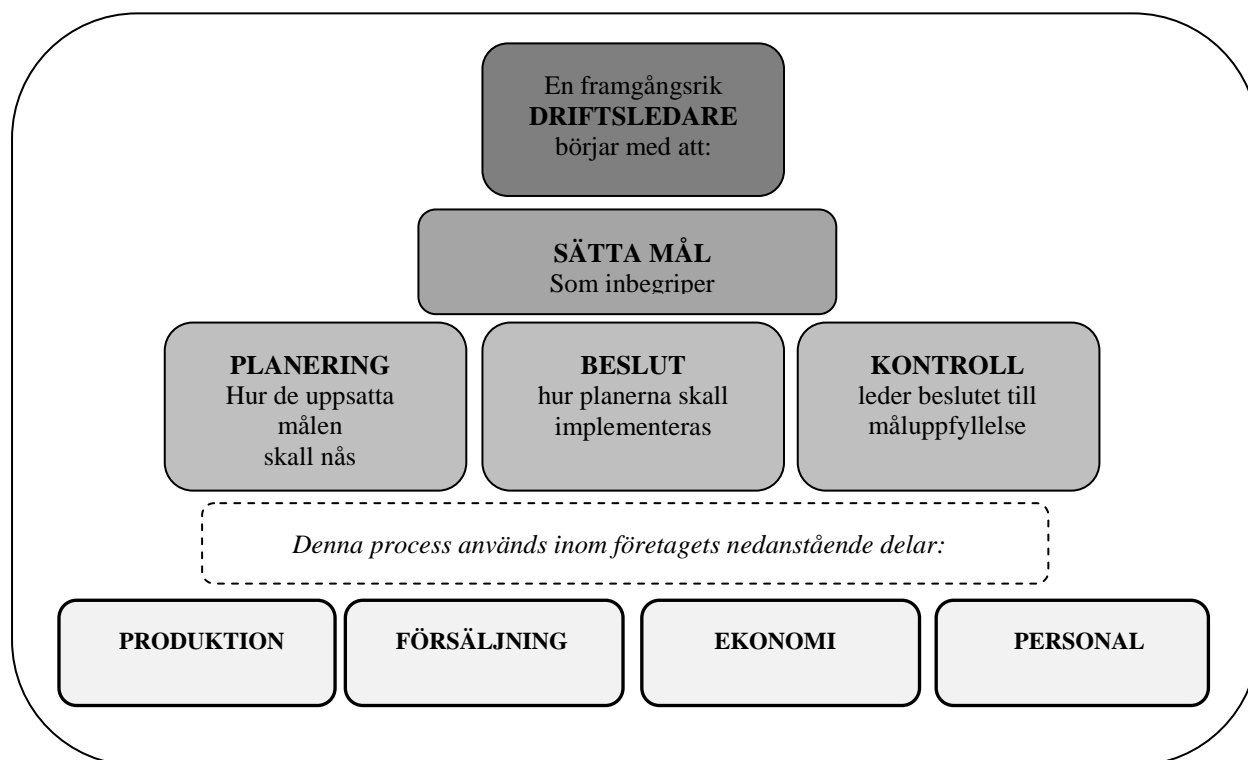 En framgångsrik
DRIFTSLEDARE
börjar med att:
SÄTTA MÅL
Som inbegriper
PLANERING
Hur de uppsatta
målen
skall nås
BESLUT
hur planerna skall
implementeras
KONTROLL
leder beslutet till
måluppfyllelse
Denna process används inom företagets nedanstående delar:
PRODUKTION
FÖRSÄLJNING
EKONOMI
PERSONAL